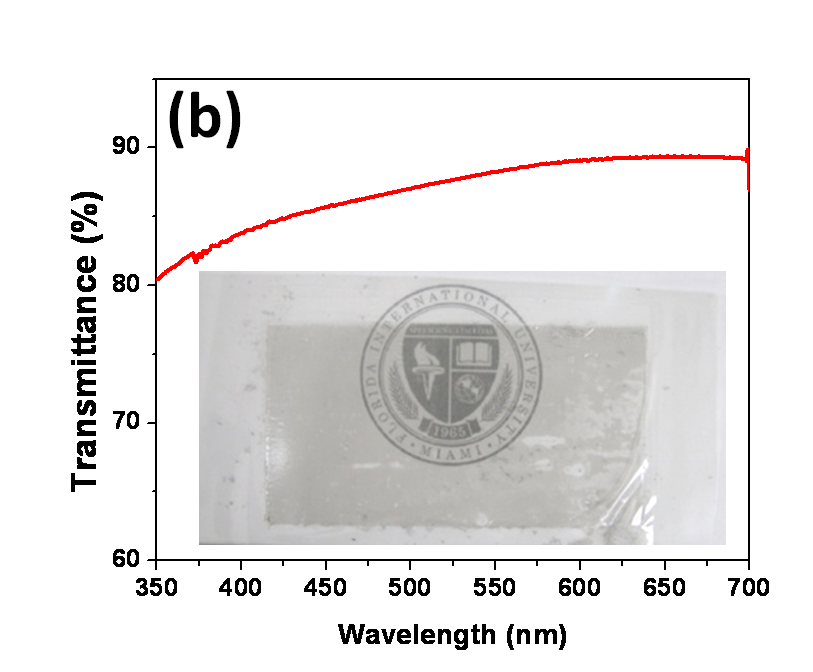 (b)
90
80
70
60
Transmittance (%)
FLORIDA INTERNATIONAL UNIVERSITY
1965
MIAMI
350 400 450 500 550 600 650 700
Wavelength (nm)